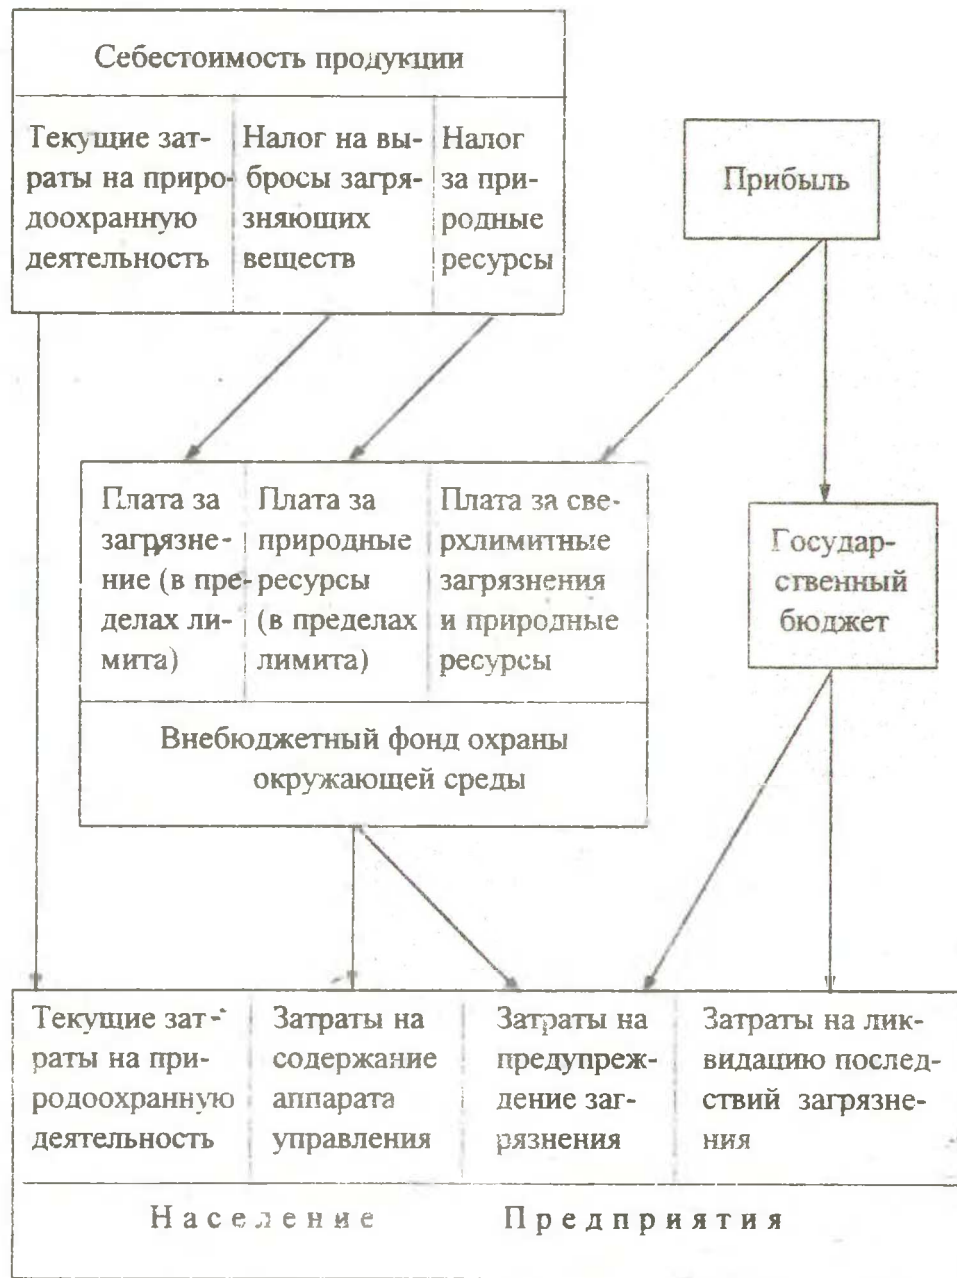 Себестоимость продукции
Текущие зат-
раты на приро-
доохранную
деятельность
Налог на вы-
бросы загря-
зняющих
веществ
Налог
за при-
родные
ресурсы
Прибыль
Плата за
загрязне-
ние (в пре-
делах ли-
мита)
Плата за
природные
ресурсы
(в пределах
лимита)
Плата за све-
рхлимитные
загрязнения
и природные
ресурсы
Государ-
ственный
бюджет
Внебюджетный фонд охраны
окружающей среды
Текущие зат-
раты на при-
родоохранную
деятельность
Затраты на
содержание
аппарата
управления
Затраты на
предупреж-
дение заг-
рязнения
Затраты на лик-
видацию послед-
ствий загрязне-
ния
Население
Предприятия